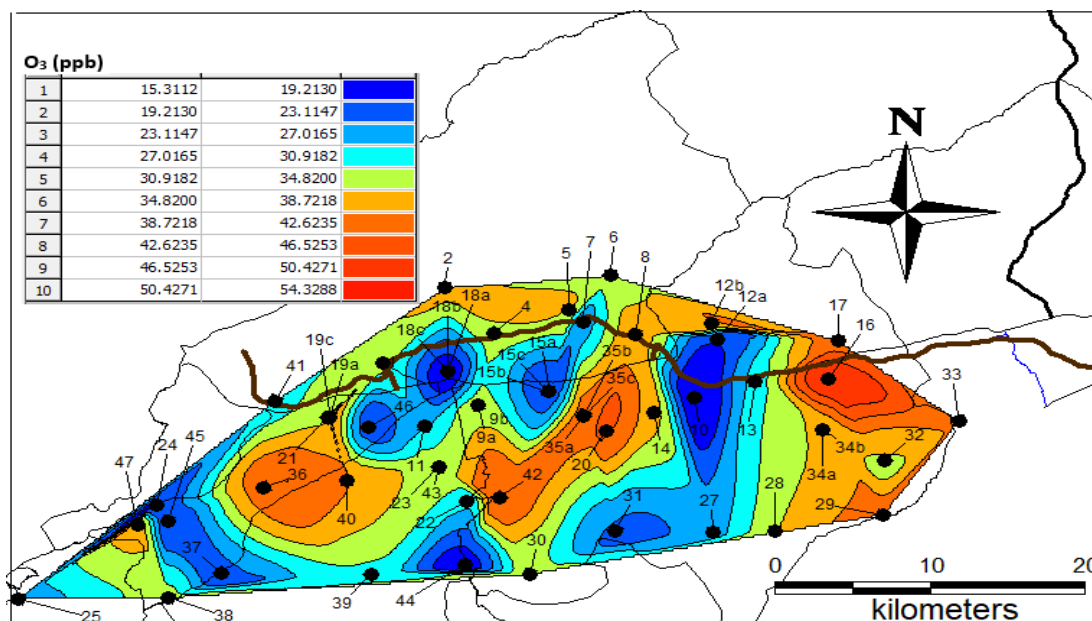 O₃ (ppb)
1 15.3112 19.2130
2 19.2130 23.1147
3 23.1147 27.0165
4 27.0165 30.9182
5 30.9182 34.8200
6 34.8200 38.7218
7 38.7218 42.6235
8 42.6235 46.5253
9 46.5253 50.4271
10 50.4271 54.3288
N
2
5
7
6
8
18a
18b
4
12b
12a
17
16
18c
15a
15c
35b
19c
19a
15b
35c
41
33
46
9b
10
13
32
9a
14
34b
24
45
21
11
35a
20
34a
47
36
42
43
40
23
31
27
28
29
22
37
30
25
38
39
44
0 10 20
kilometers